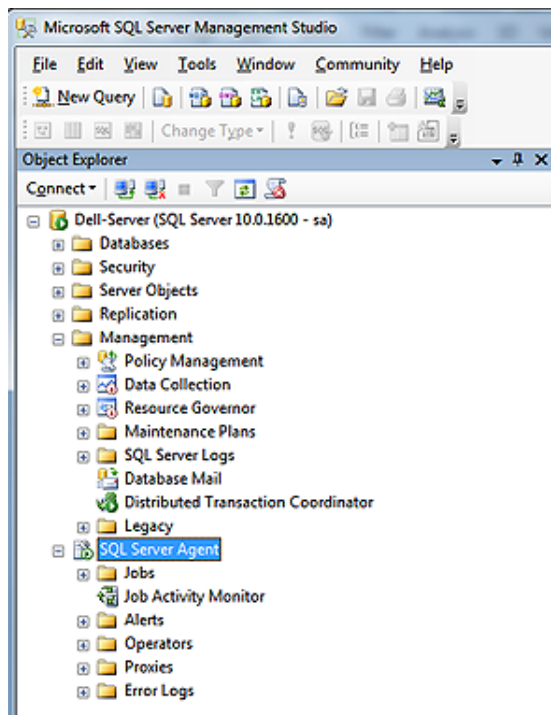 Microsoft SQL Server Management Studio
File Edit View Tools Window Community Help
New Query
Change Type
Object Explorer
Connect
Dell-Server (SQL Server 10.0.1600 - sa)
Databases
Security
Server Objects
Replication
Management
Policy Management
Data Collection
Resource Governor
Maintenance Plans
SQL Server Logs
Database Mail
Distributed Transaction Coordinator
Legacy
SQL Server Agent
Jobs
Job Activity Monitor
Alerts
Operators
Proxies
Error Logs